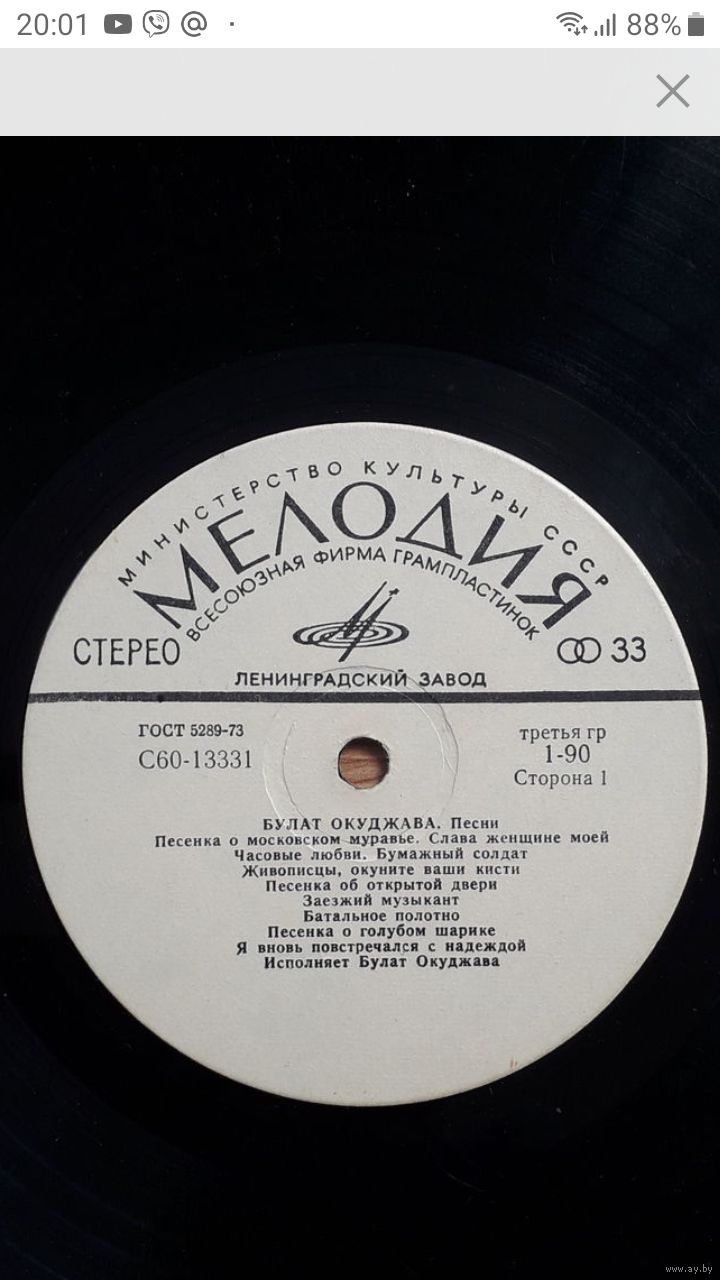 20:01
88%
МИНИСТЕРСТВО КУЛЬТУРЫ СССР
МЕЛОДИЯ
ВСЕСОЮЗНАЯ ФИРМА ГРАМПЛАСТИНОК
СТЕРЕО
33
ЛЕНИНГРАДСКИЙ ЗАВОД
ГОСТ 5289-73
С60-13331
третья гр
1-90
Сторона 1
БУЛАТ ОКУДЖАВА. Песни
Песенка о московском муравье. Слава женщине моей
Часовые любви. Бумажный солдат
Живописцы, окуните ваши кисти
Песенка об открытой двери
Заезжий музыкант
Батальное полотно
Песенка о голубом шарике
Я вновь повстречался с надеждой
Исполняет Булат Окуджава
www.ay.by